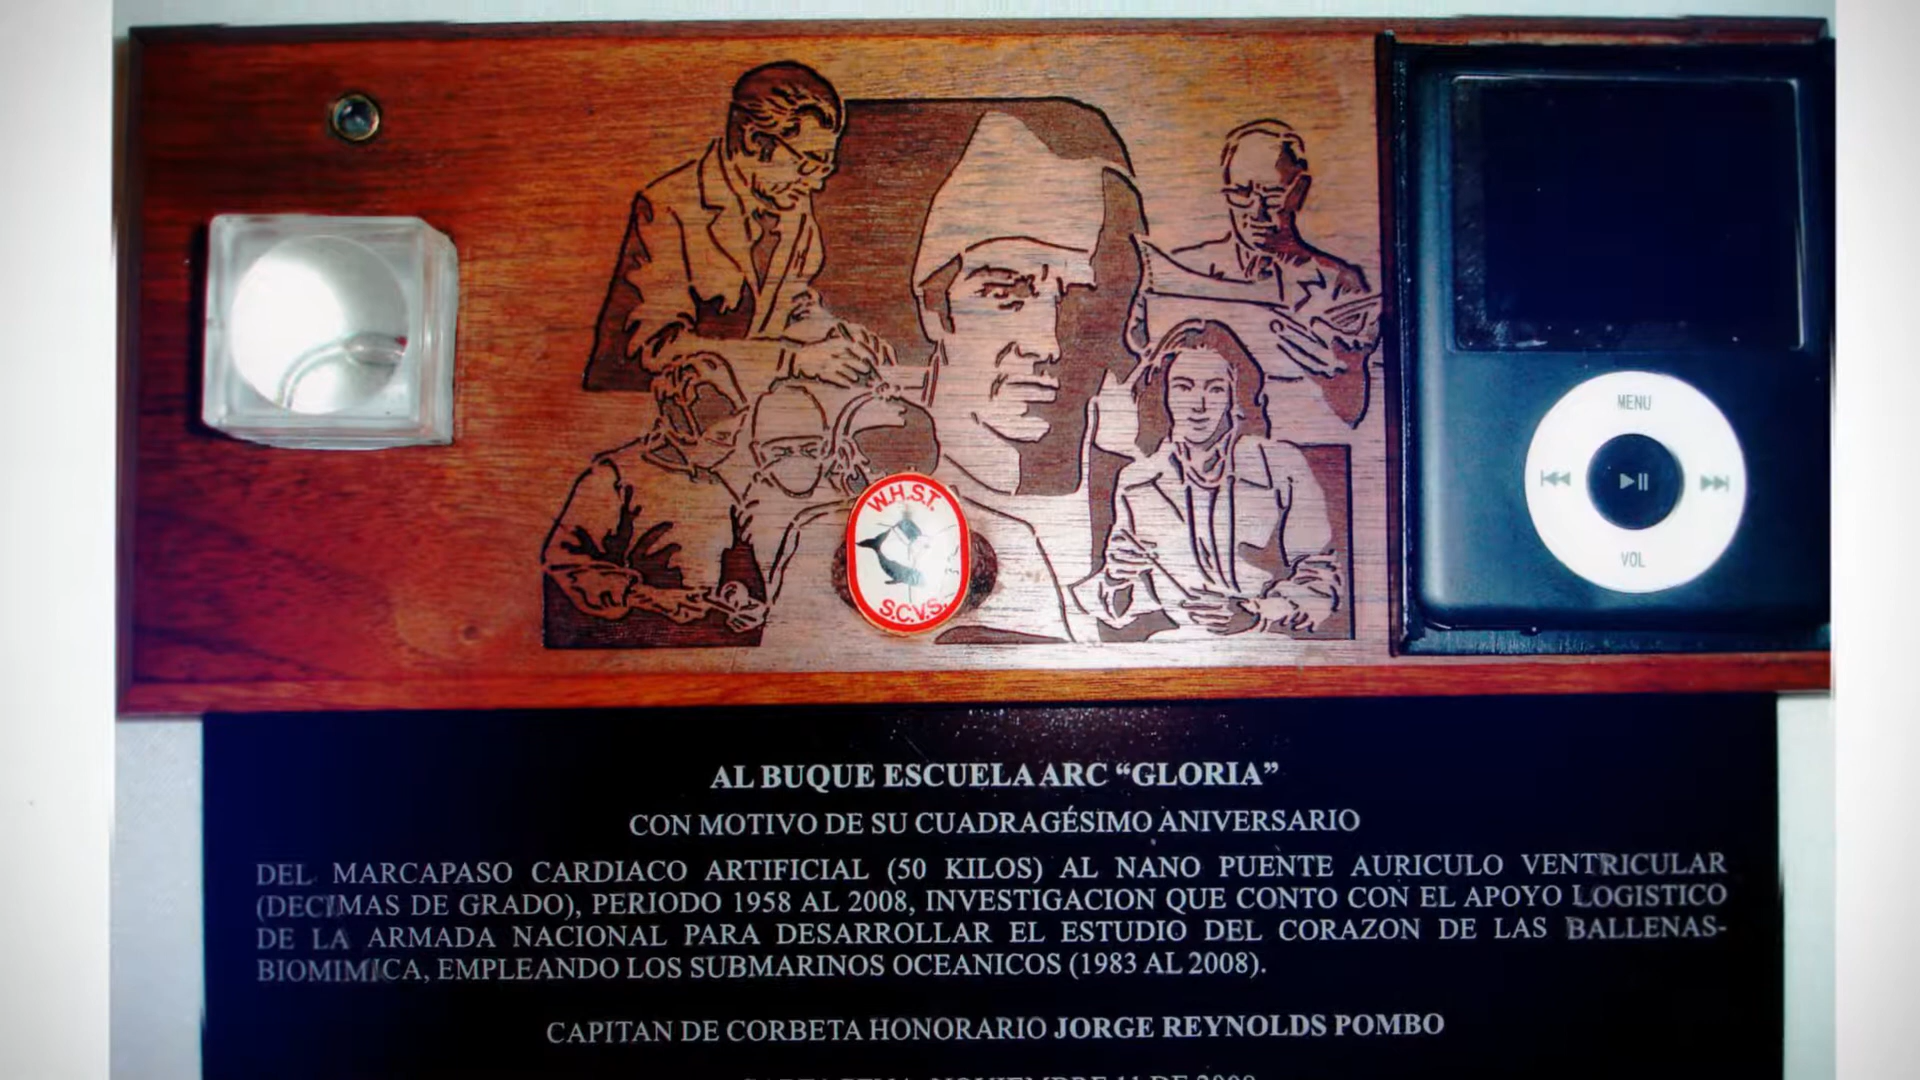 W.H.S.T.
S.C.V.S.
MENU
VOL
AL BUQUE ESCUELA ARC “GLORIA”
CON MOTIVO DE SU CUADRAGÉSIMO ANIVERSARIO
DEL MARCAPASO CARDIACO ARTIFICIAL (50 KILOS) AL NANO PUENTE AURICULO VENTRICULAR
(DECIMAS DE GRADO), PERIODO 1958 AL 2008, INVESTIGACION QUE CONTO CON EL APOYO LOGISTICO
DE LA ARMADA NACIONAL PARA DESARROLLAR EL ESTUDIO DEL CORAZON DE LAS BALLENAS-
BIOMIMICA, EMPLEANDO LOS SUBMARINOS OCEANICOS (1983 AL 2008).
CAPITAN DE CORBETA HONORARIO JORGE REYNOLDS POMBO